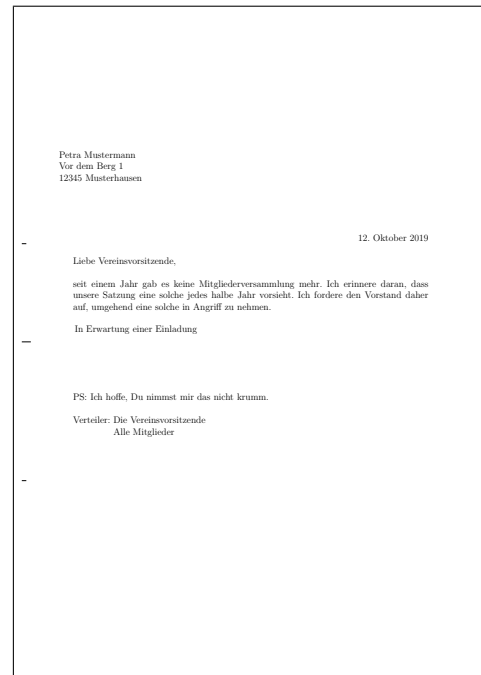 Petra Mustermann
Vor dem Berg 1
12345 Musterhausen
12. Oktober 2019
Liebe Vereinsvorsitzende,
seit einem Jahr gab es keine Mitgliederversammlung mehr. Ich erinnere daran, dass
unsere Satzung eine solche jedes halbe Jahr vorsieht. Ich fordere den Vorstand daher
auf, umgehend eine solche in Angriff zu nehmen.
In Erwartung einer Einladung
PS: Ich hoffe, Du nimmst mir das nicht krumm.
Verteiler: Die Vereinsvorsitzende
Alle Mitglieder